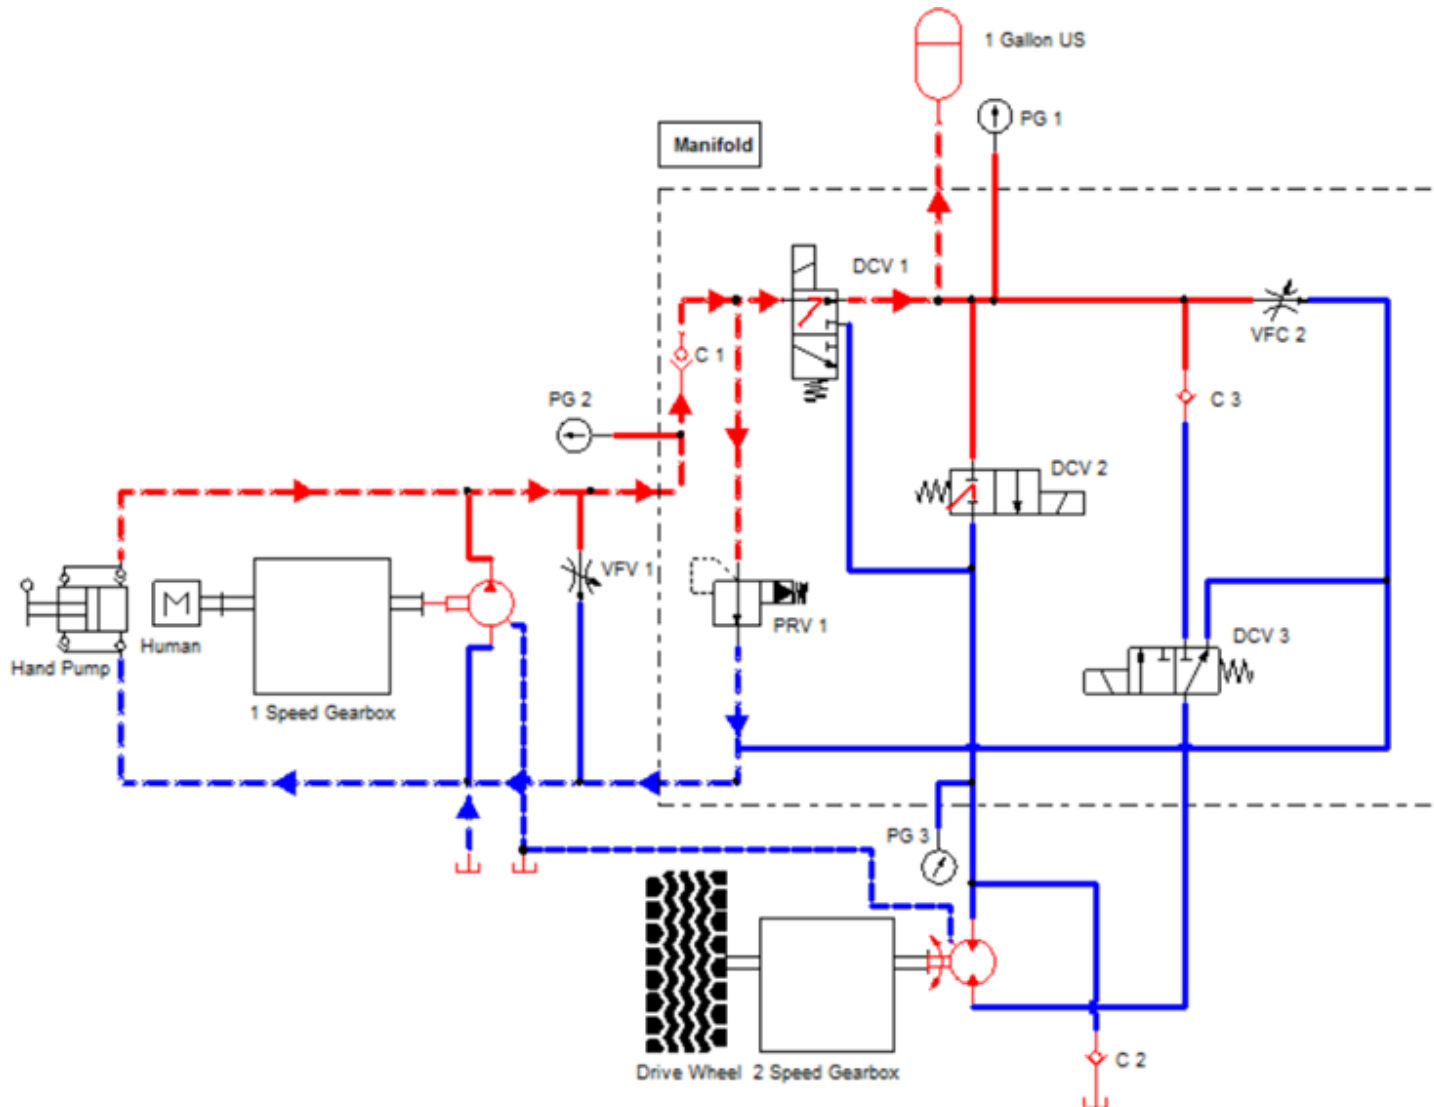 1 Gallon US
PG 1
Manifold
DCV 1
VFC 2
C 1
PG 2
C 3
DCV 2
VFV 1
M
PRV 1
DCV 3
Human
Hand Pump
1 Speed Gearbox
PG 3
C 2
Drive Wheel
2 Speed Gearbox